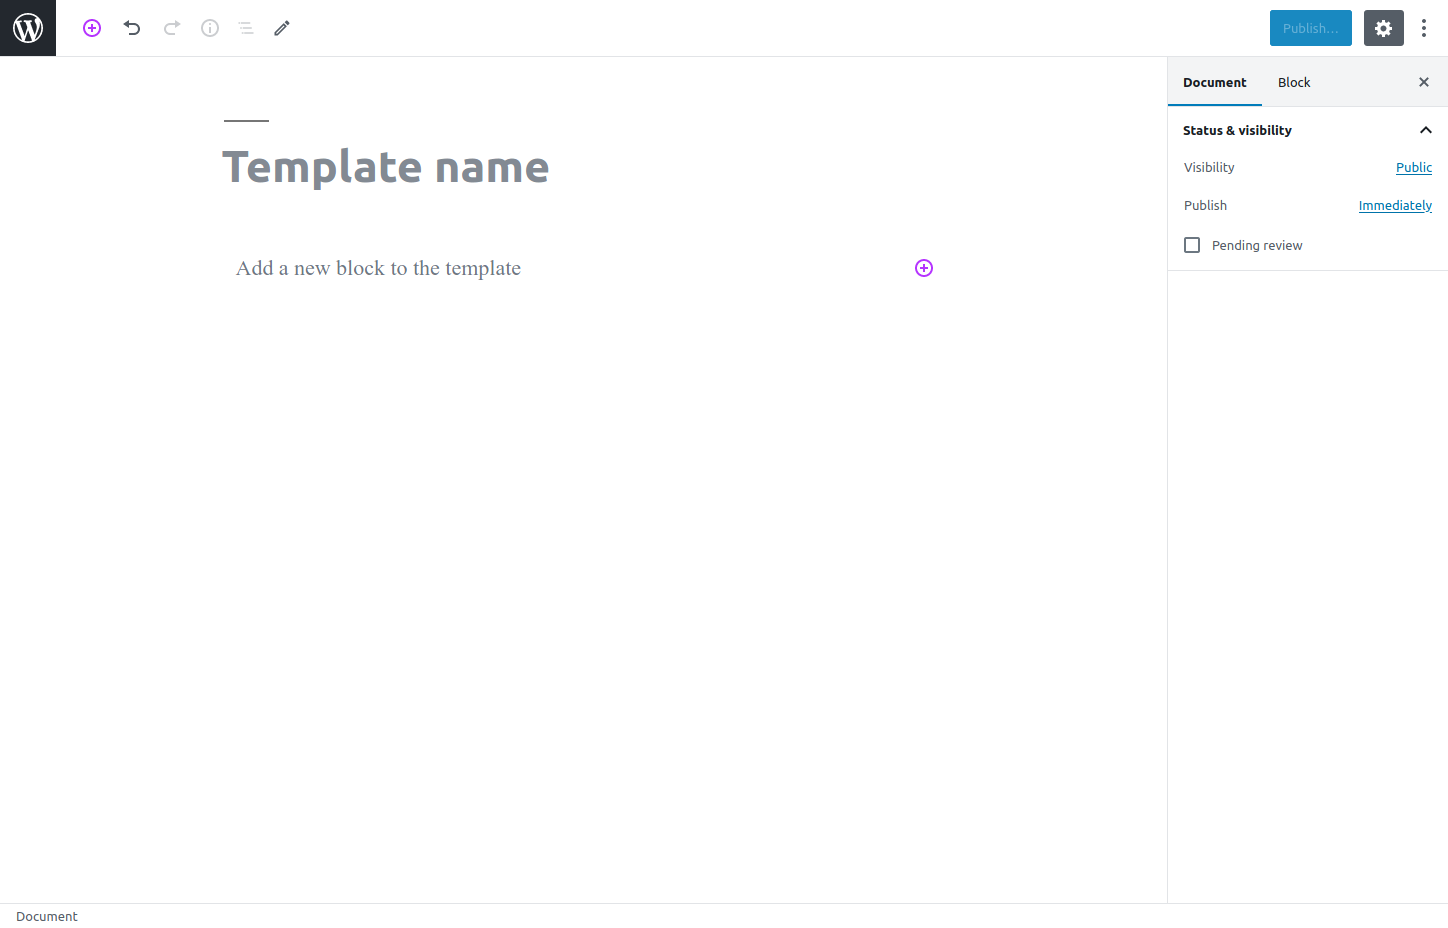 Publish...
Document Block
Status & visibility
Visibility Public
Publish Immediately
Pending review
Template name
Add a new block to the template
Document